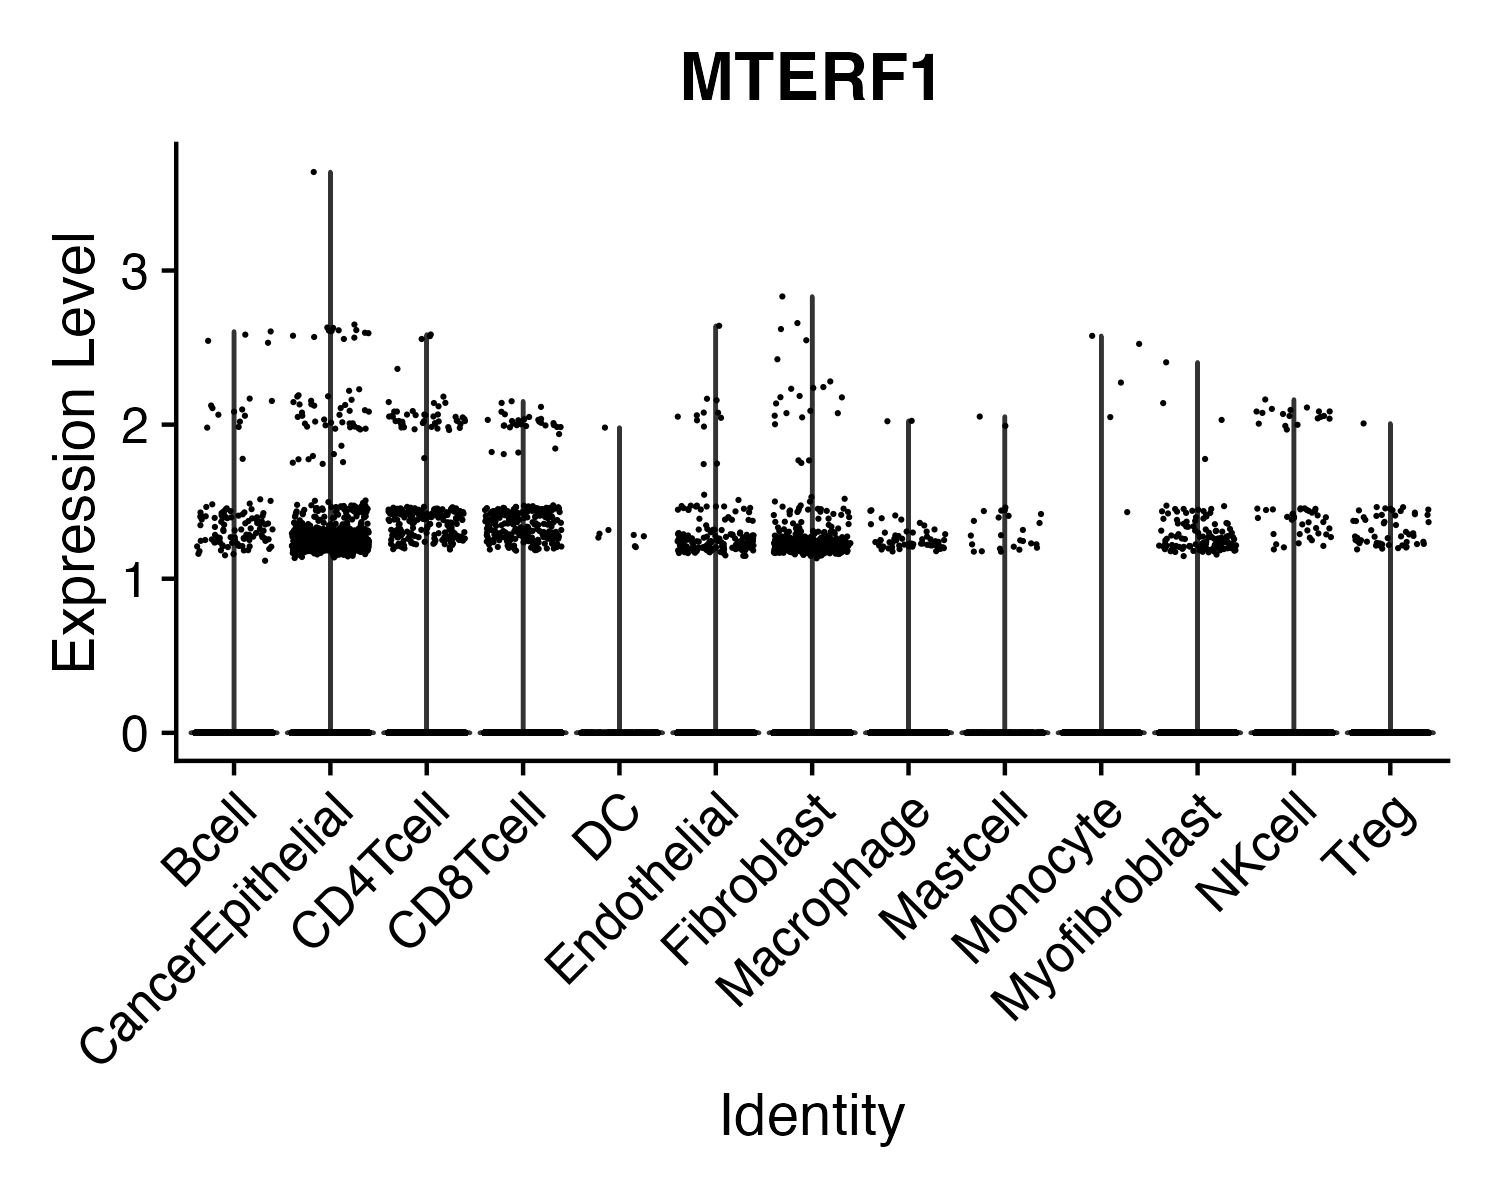 MTERF1
Expression Level
3
2
1
0
Bcell
CancerEpithelial
CD4Tcell
CD8Tcell
DC
Endothelial
Fibroblast
Macrophage
Mastcell
Monocyte
Myofibroblast
NKcell
Treg
Identity